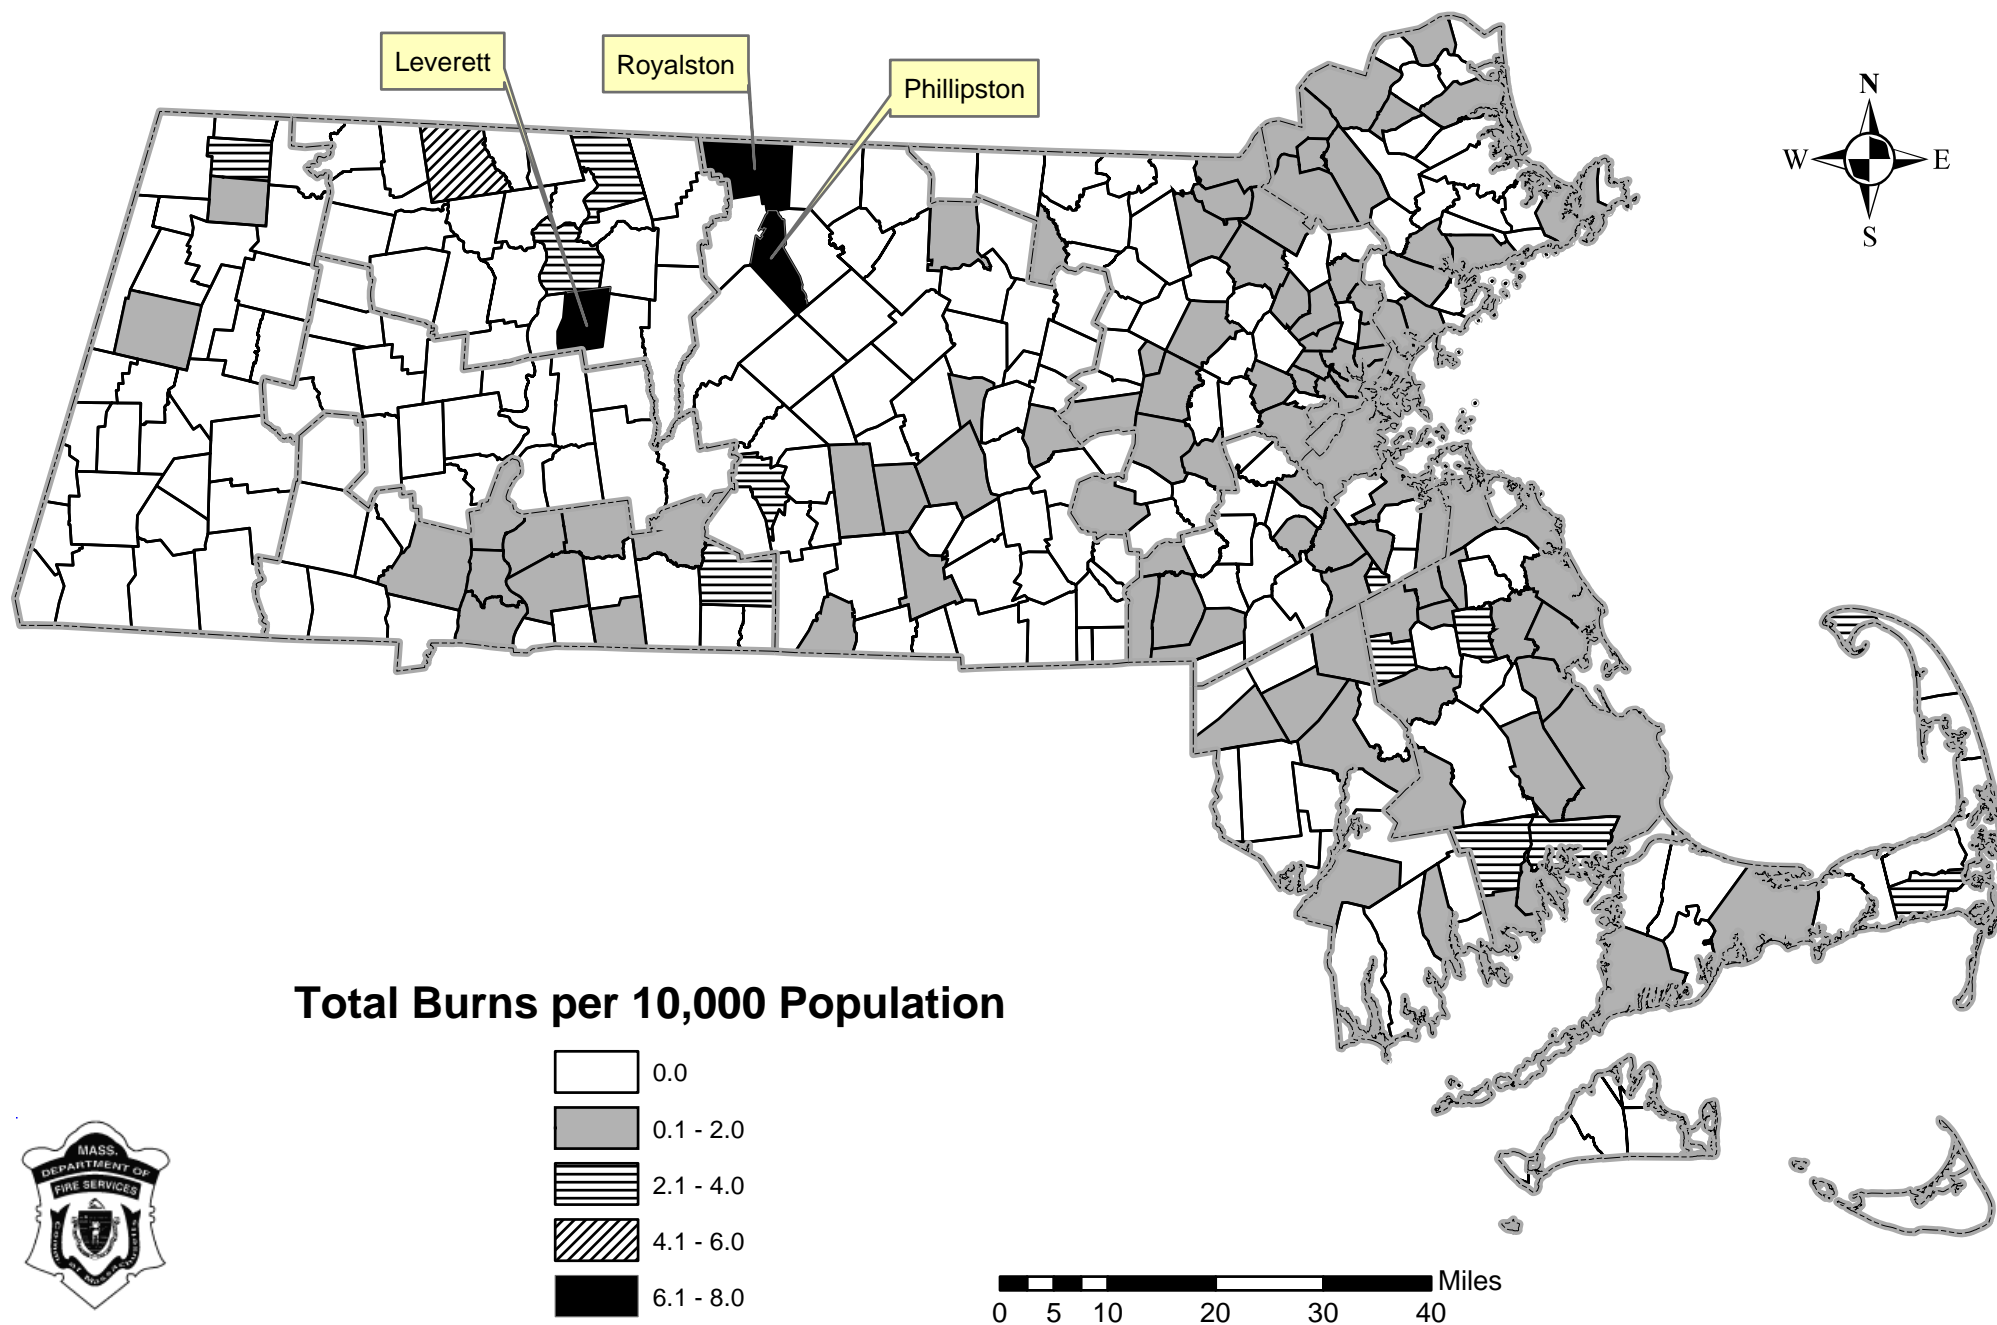 Leverett
Royalston
Phillipston
N
W E
S
Total Burns per 10,000 Population
0.0
0.1 - 2.0
2.1 - 4.0
4.1 - 6.0
6.1 - 8.0
MASS.
DEPARTMENT OF
FIRE SERVICES
Miles
0 5 10 20 30 40